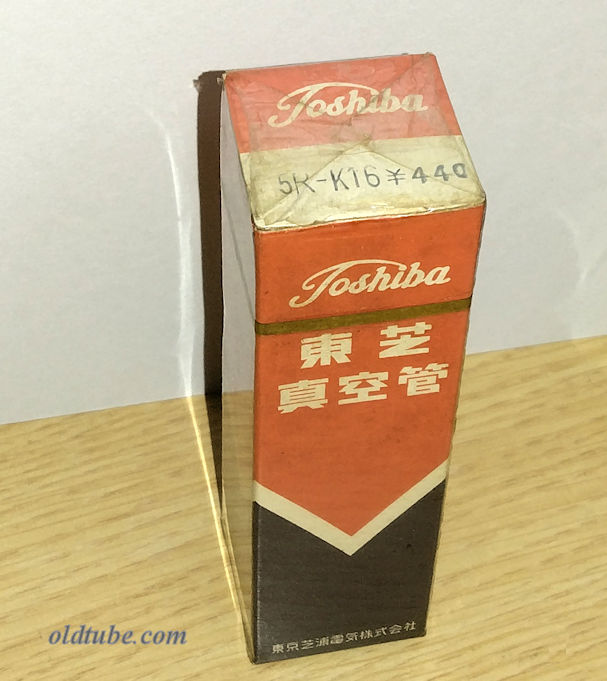 Toshiba
5R-K16 ¥440
Toshiba
東芝
真空管
東京芝浦電気株式会社
oldtube.com